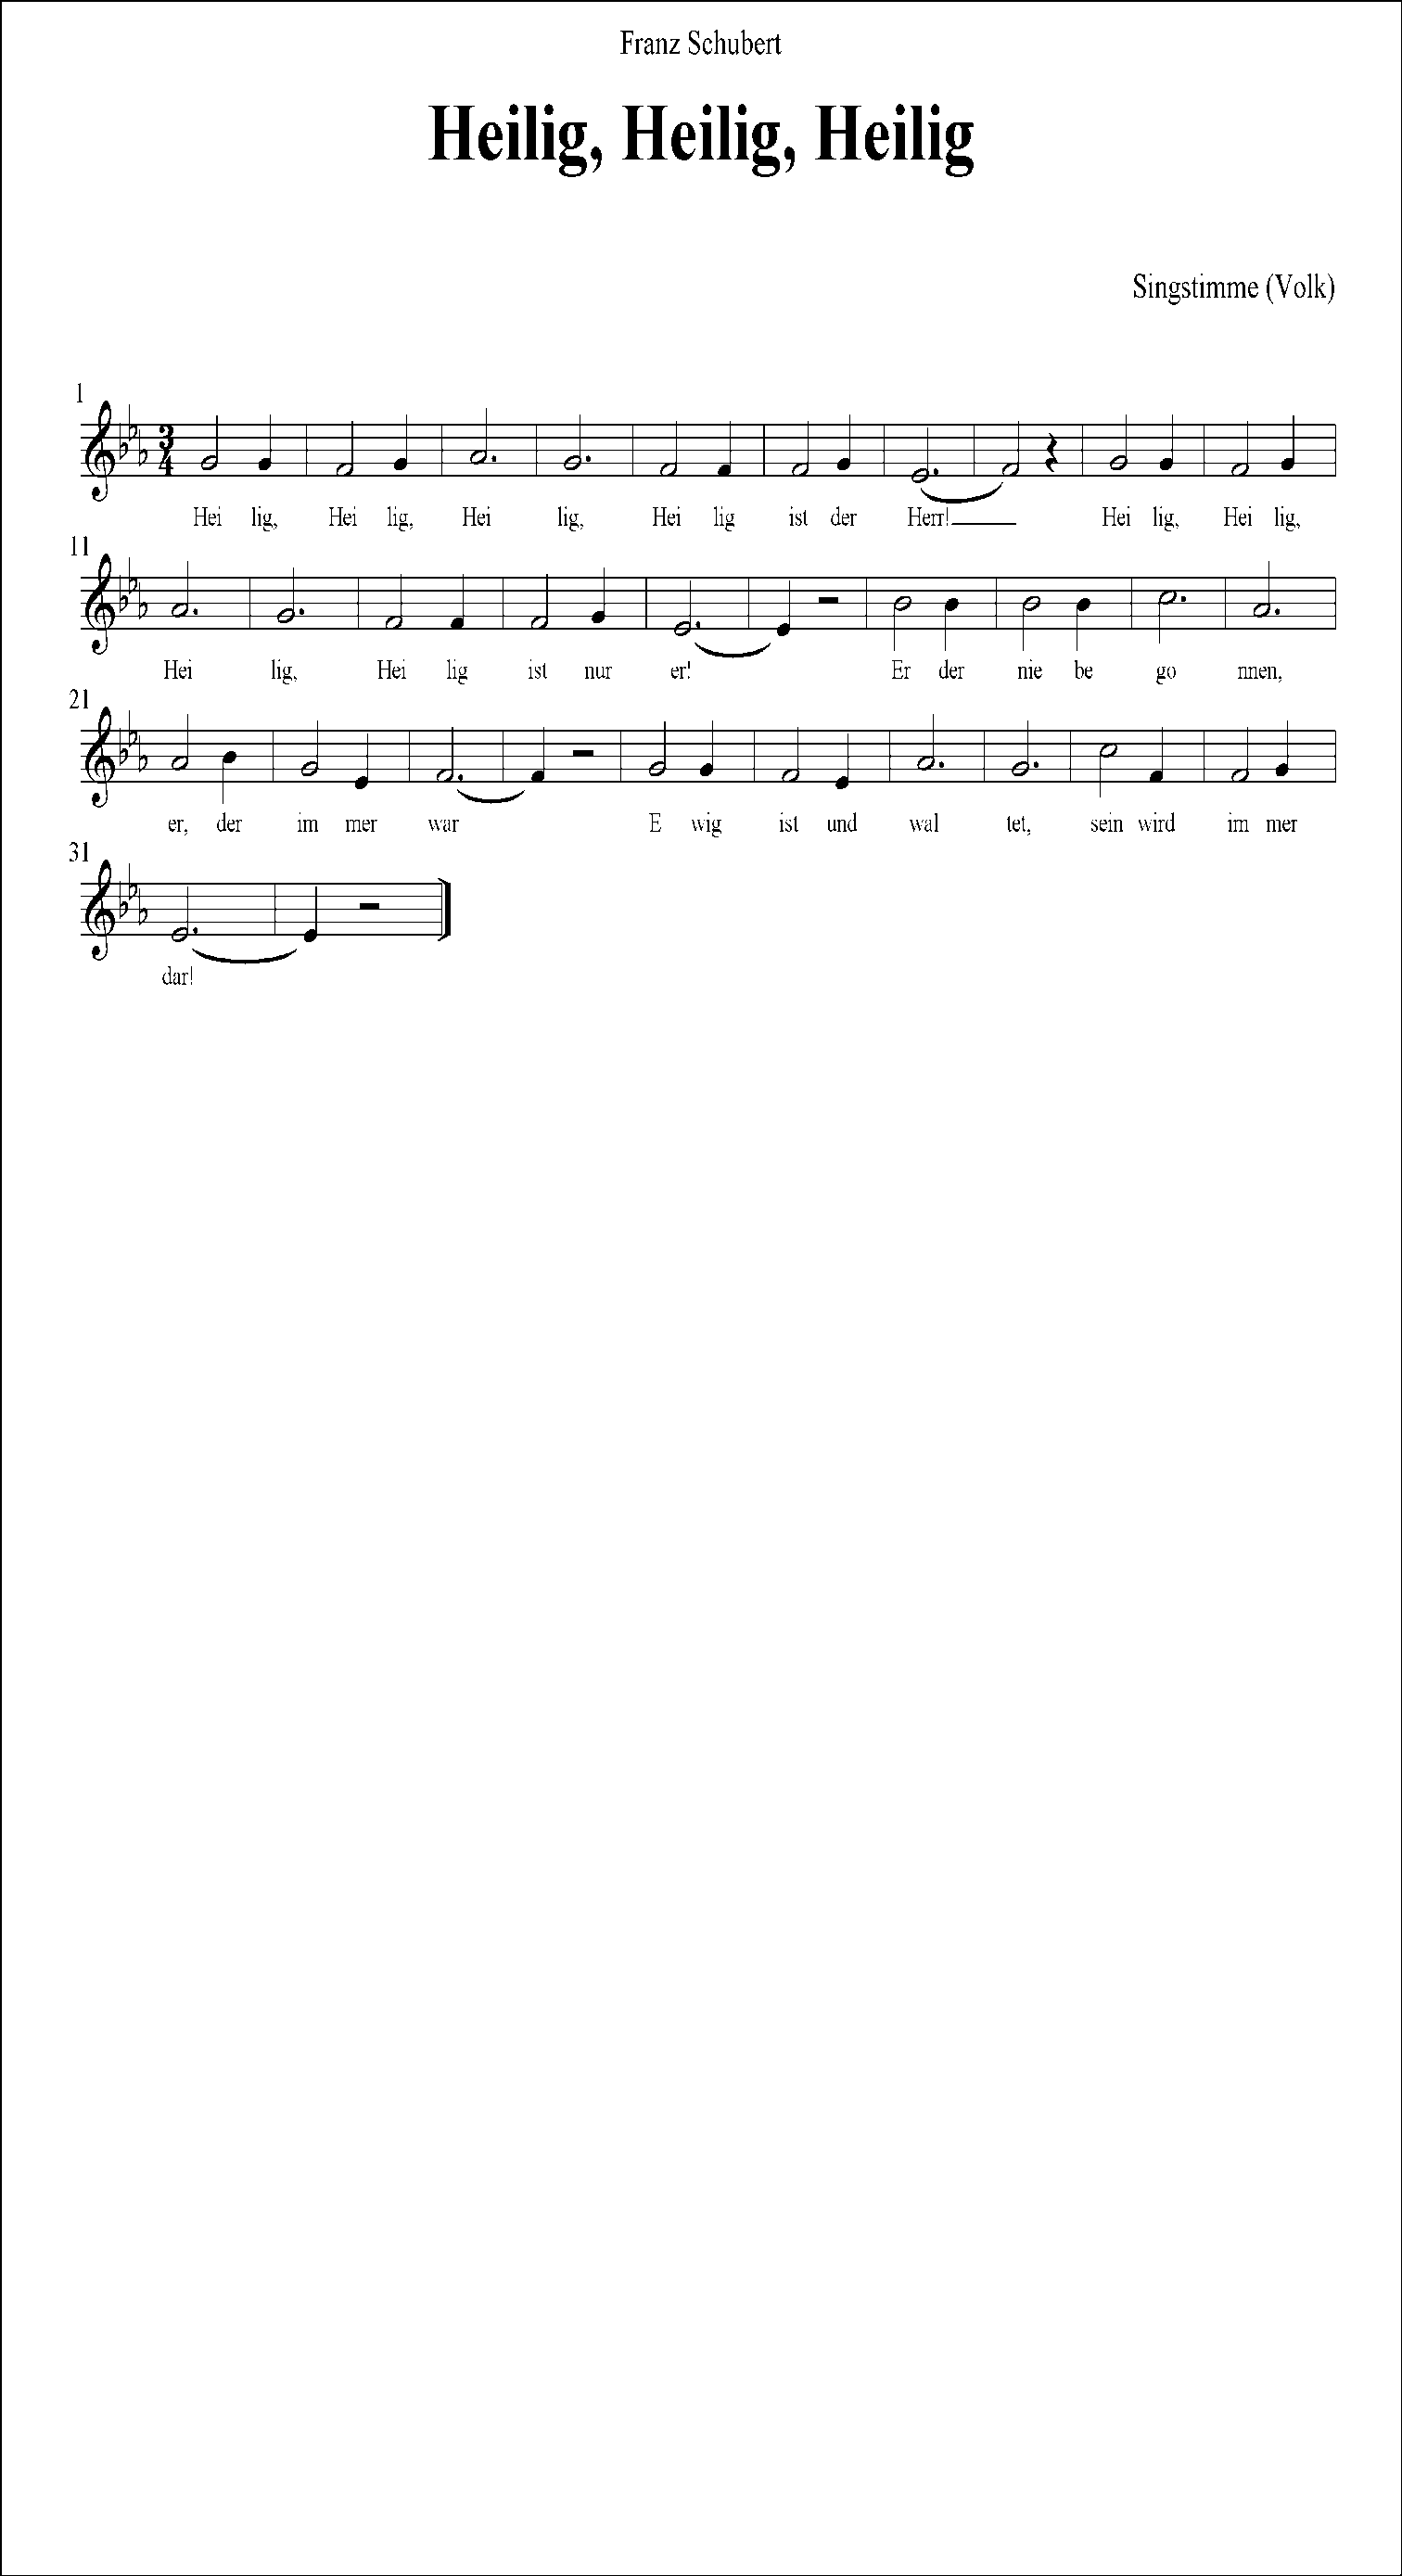 Franz Schubert
Heilig, Heilig, Heilig
Singstimme (Volk)
1
3
4
Hei lig, Hei lig, Hei lig, Hei lig ist der Herr! Hei lig, Hei lig,
11
Hei lig, Hei lig ist nur er! Er der nie be go nnen,
21
er, der im mer war E wig ist und wal tet, sein wird im mer
31
dar!